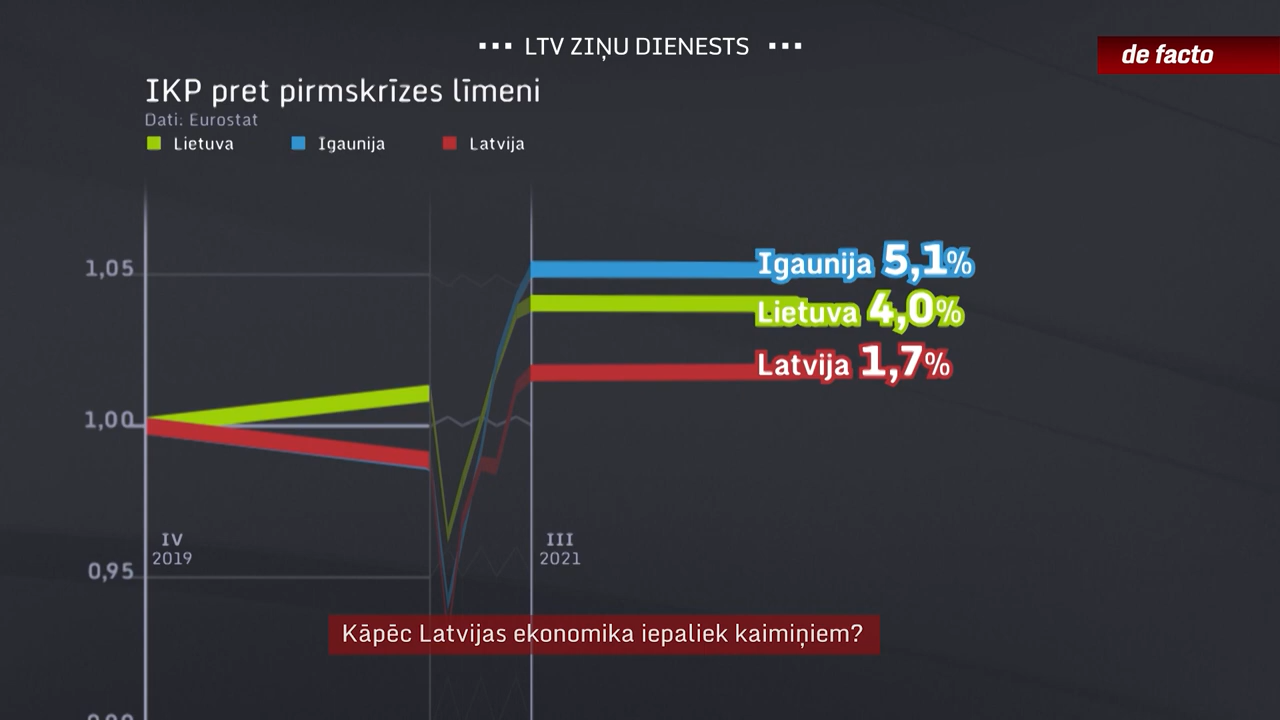 LTV ZIŅU DIENESTS
de facto
IKP pret pirmskrīzes līmeni
Dati: Eurostat
Lietuva
Igaunija
Latvija
1,05
Igaunija 5,1%
Lietuva 4,0%
Latvija 1,7%
1,00
IV
2019
III
2021
0,95
Kāpēc Latvijas ekonomika iepaliek kaimiņiem?